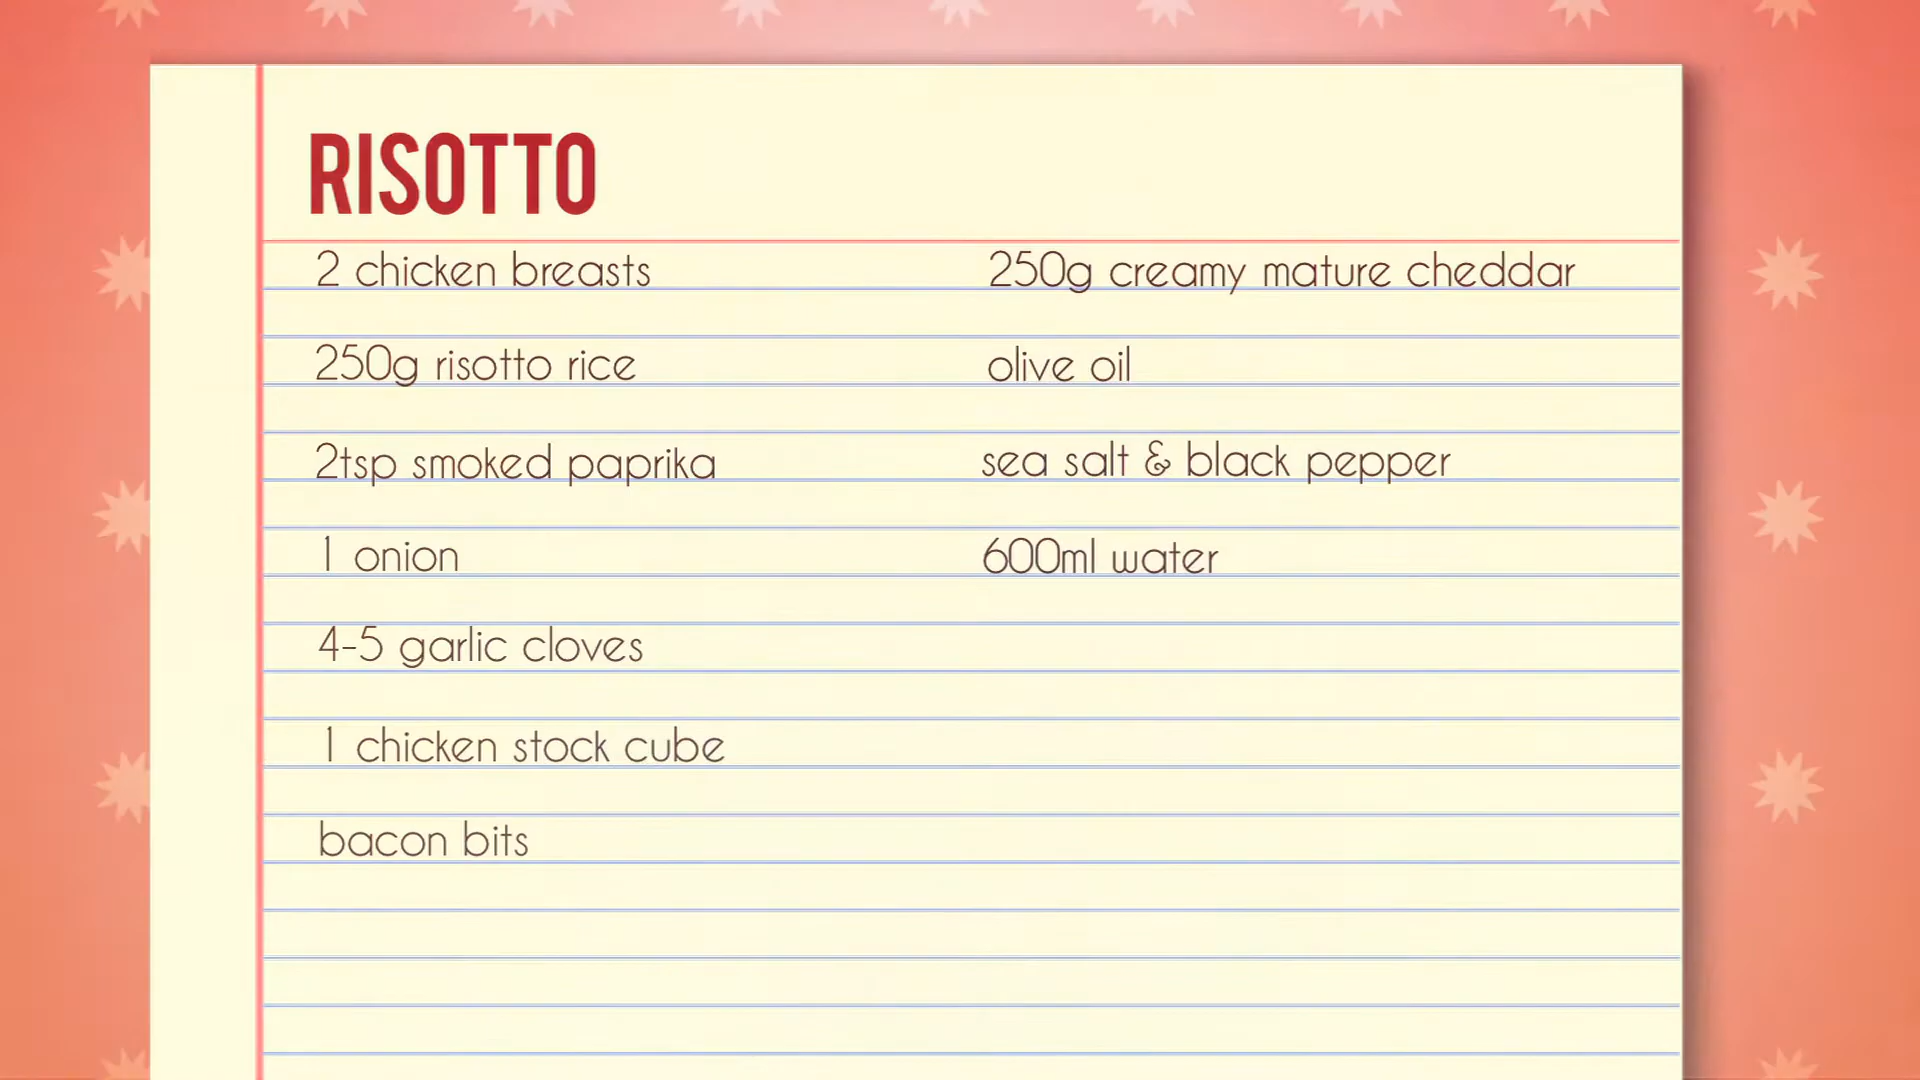 RISOTTO
2 chicken breasts
250g risotto rice
2tsp smoked paprika
1 onion
4-5 garlic cloves
1 chicken stock cube
bacon bits
250g creamy mature cheddar
olive oil
sea salt & black pepper
600ml water